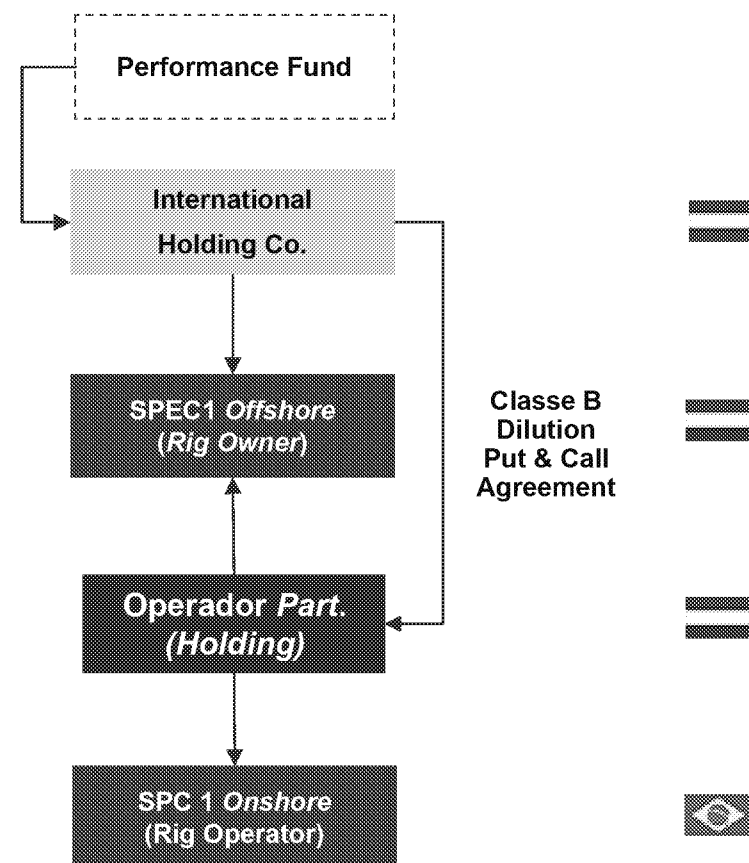 Performance Fund
International
Holding Co.
SPEC1 Offshore
(Rig Owner)
Classe B
Dilution
Put & Call
Agreement
Operador Part.
(Holding)
SPC 1 Onshore
(Rig Operator)